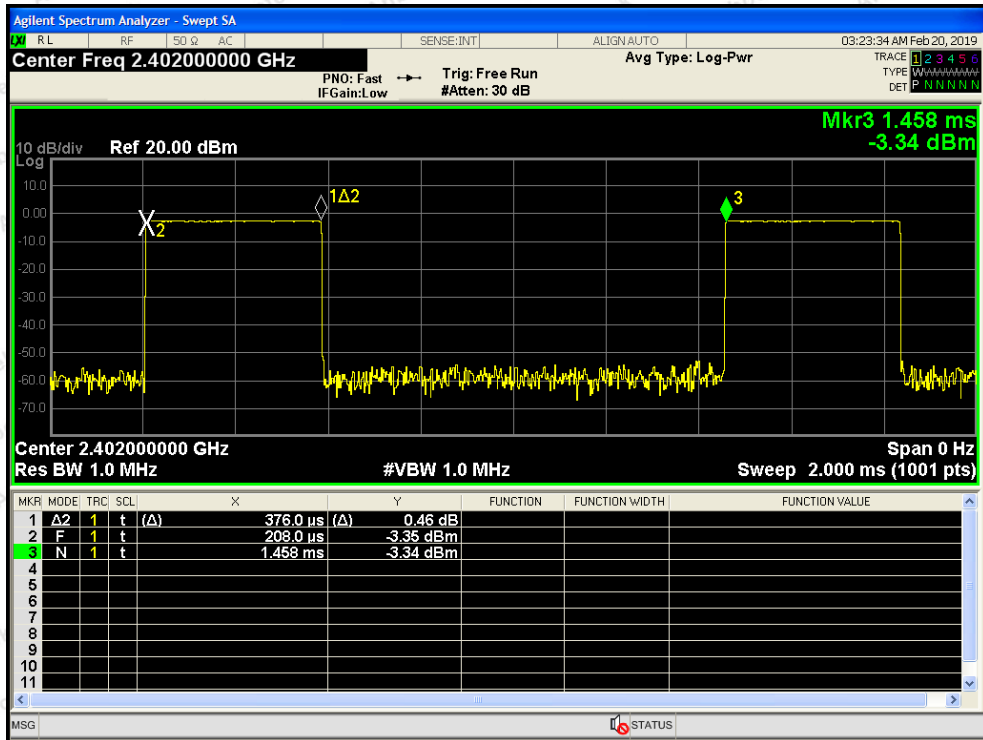 Agilent Spectrum Analyzer - Swept SA
LXI RL RF 50 Ω AC SENSE:INT ALIGN AUTO 03:23:34 AM Feb 20, 2019
Center Freq 2.402000000 GHz Avg Type: Log-Pwr TRACE 1 2 3 4 5 6
PNO: Fast Trig: Free Run TYPE
IFGain:Low #Atten: 30 dB DET P N N N N N
Mkr3 1.458 ms
10 dB/div Ref 20.00 dBm -3.34 dBm
Log
10.0
1Δ2 3
0.00
2
-10.0
-20.0
-30.0
-40.0
-50.0
-60.0
-70.0
Center 2.402000000 GHz Span 0 Hz
Res BW 1.0 MHz #VBW 1.0 MHz Sweep 2.000 ms (1001 pts)
MKR MODE TRC SCL X Y FUNCTION FUNCTION WIDTH FUNCTION VALUE
1 Δ2 1 t (Δ) 376.0 µs (Δ) 0.46 dB
2 F 1 t 208.0 µs -3.35 dBm
3 N 1 t 1.458 ms -3.34 dBm
4
5
6
7
8
9
10
11
MSG STATUS